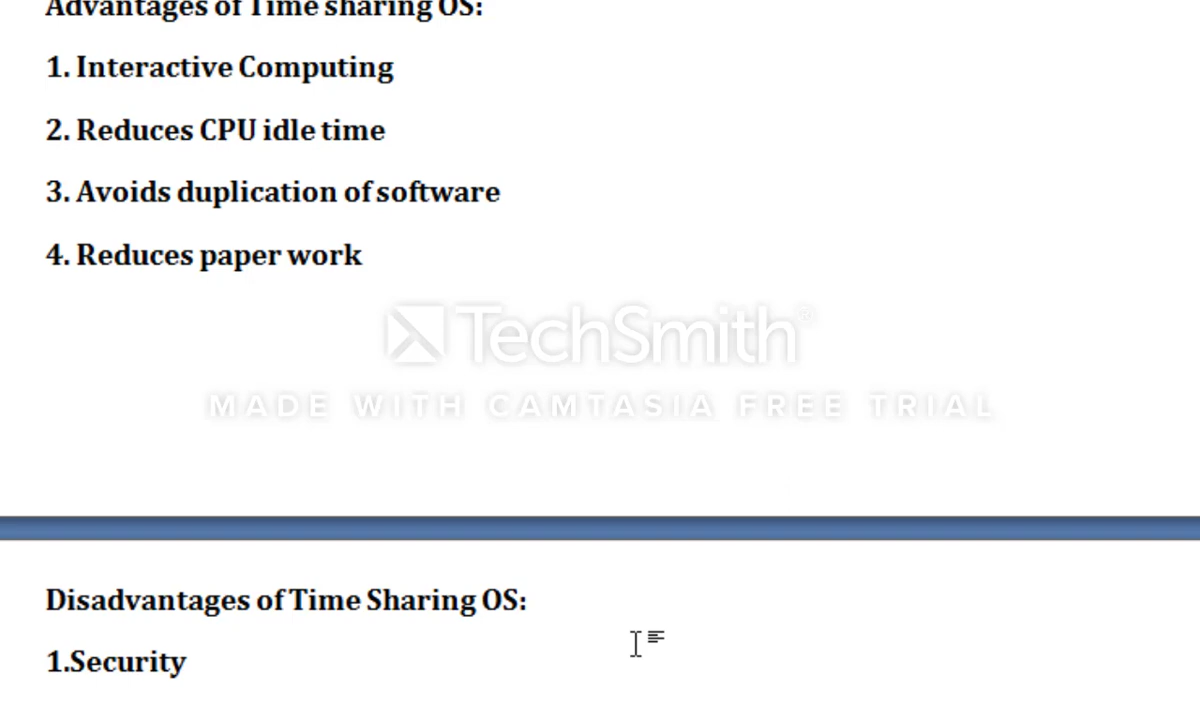 Advantages of Time sharing OS:
1. Interactive Computing
2. Reduces CPU idle time
3. Avoids duplication of software
4. Reduces paper work
TechSmith®
MADE WITH CAMTASIA FREE TRIAL
Disadvantages of Time Sharing OS:
1.Security